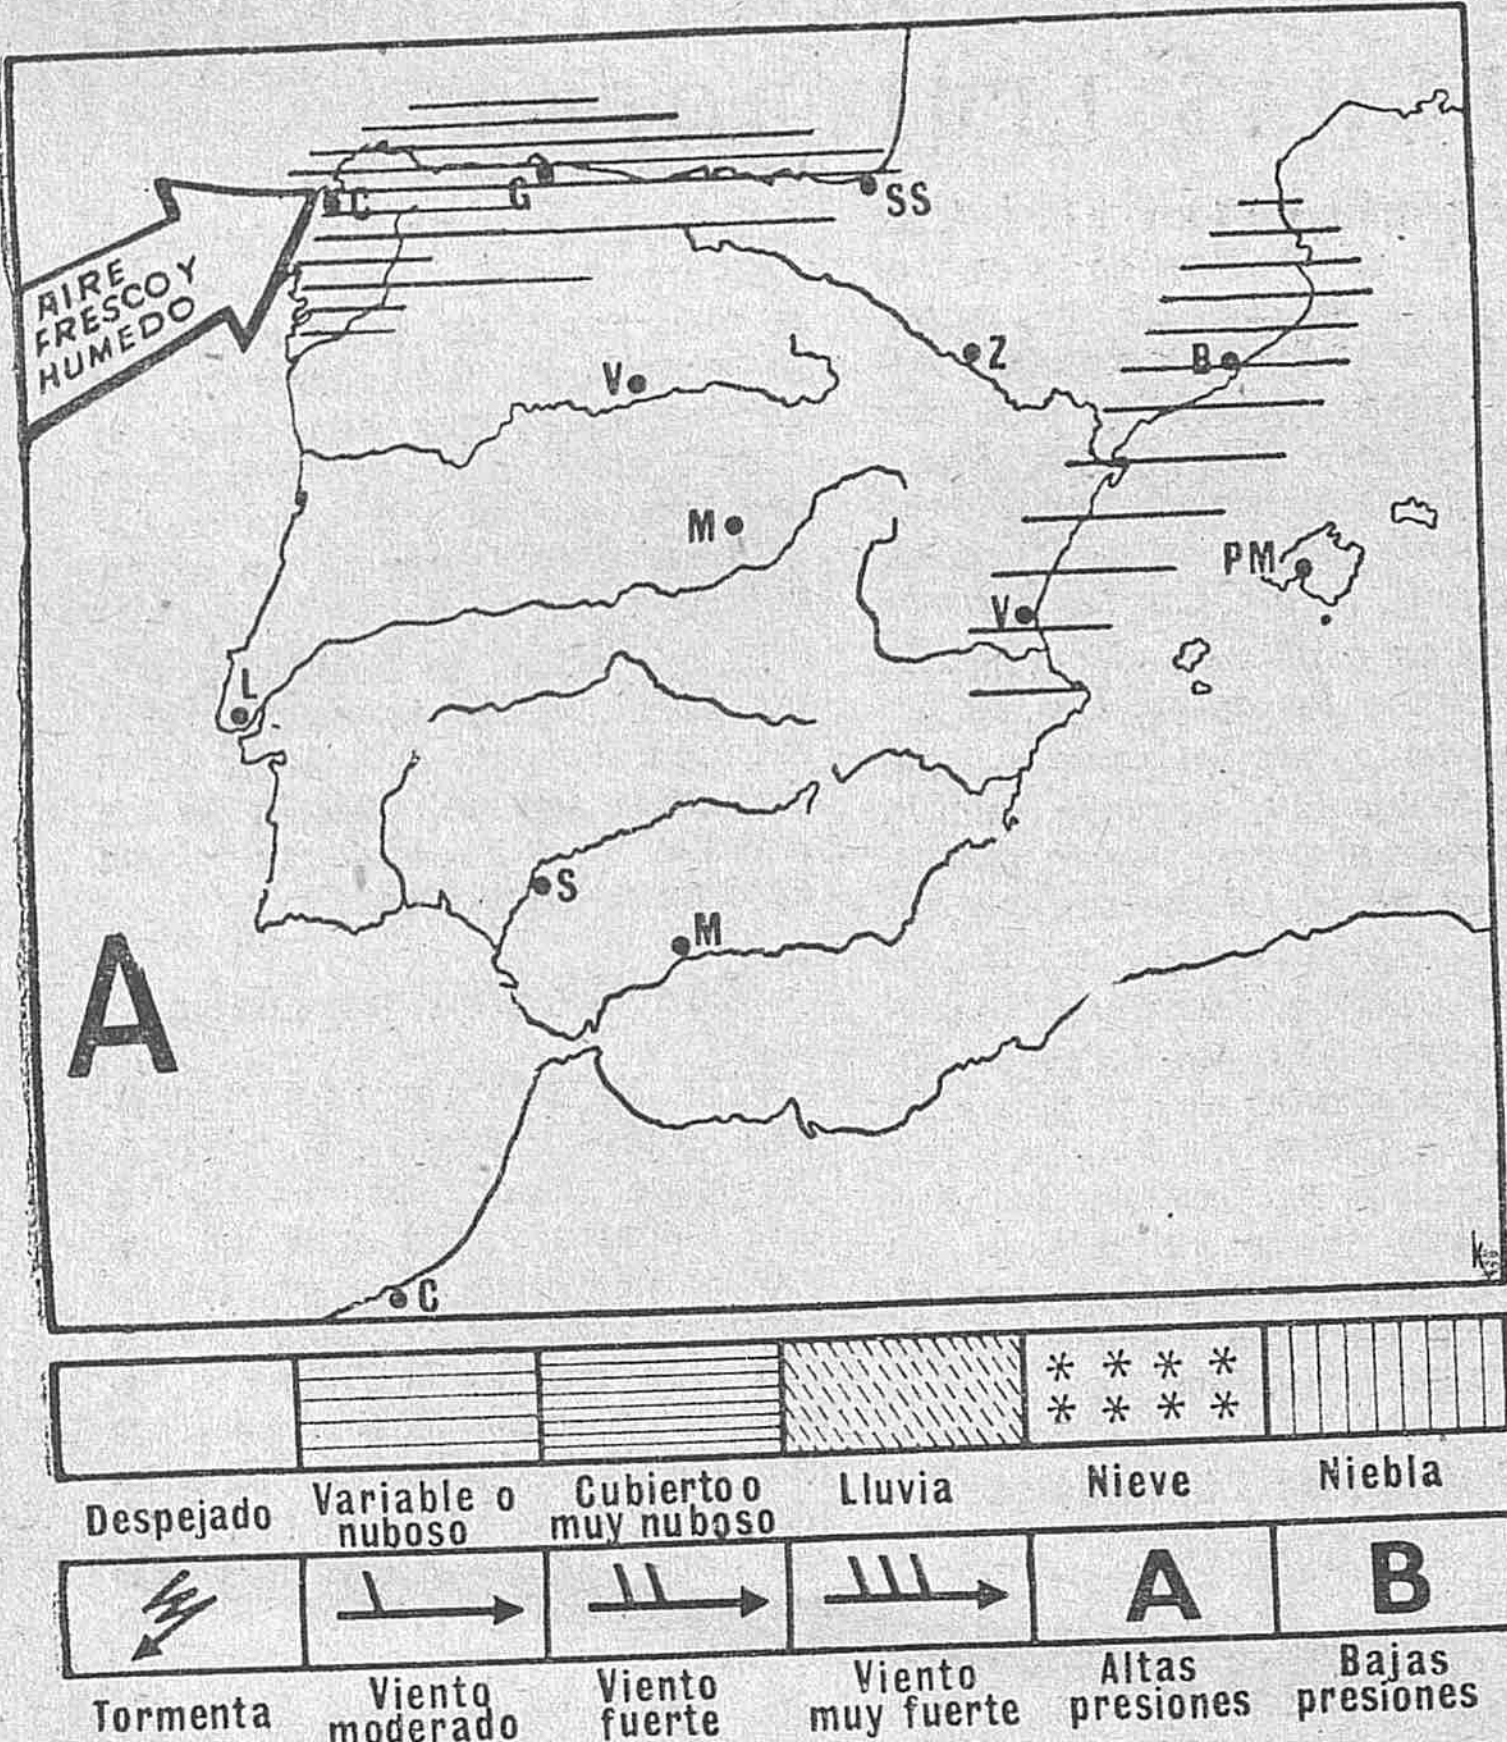 C
G
SS
AIRE
FRESCO Y
HUMEDO
V
Z
B
M
PM
V
L
S
M
A
C
Despejado
Variable o
nuboso
Cubierto o
muy nuboso
Lluvia
Nieve
Niebla
A
B
Tormenta
Viento
moderado
Viento
fuerte
Viento
muy fuerte
Altas
presiones
Bajas
presiones